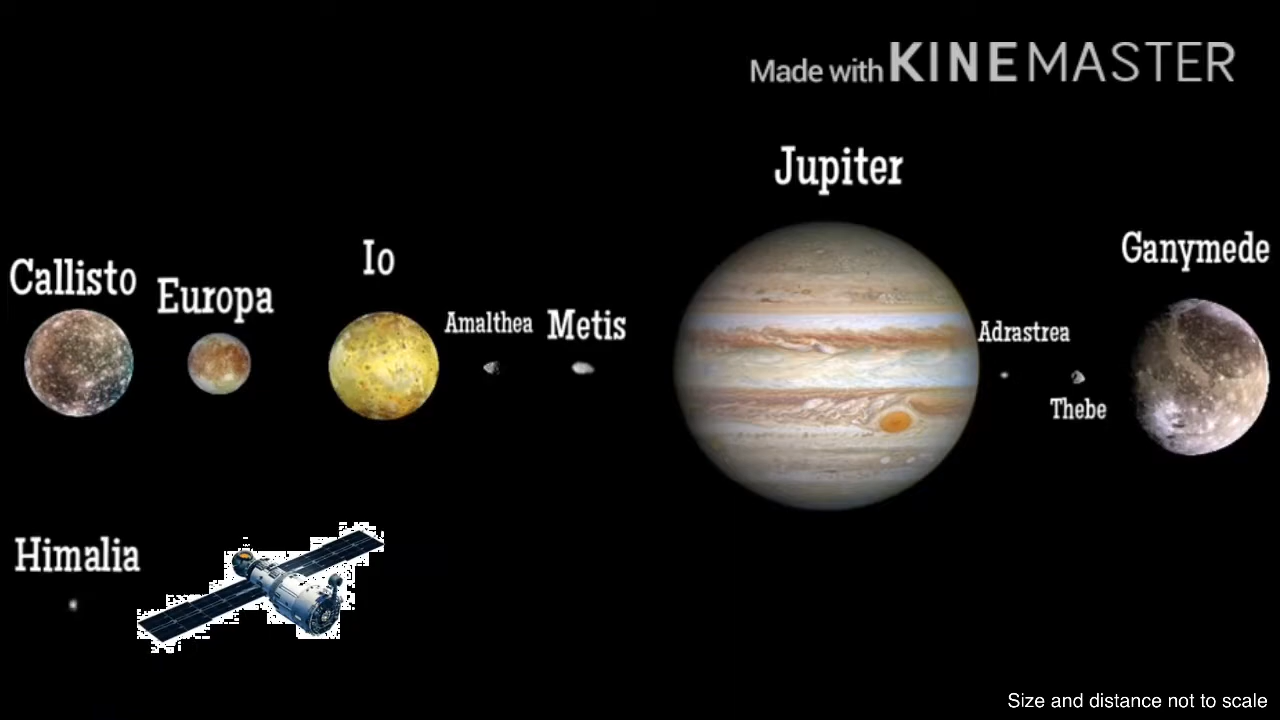 Made with KINEMASTER
Jupiter
Callisto
Europa
Io
Amalthea
Metis
Adrastrea
Thebe
Ganymede
Himalia
Size and distance not to scale